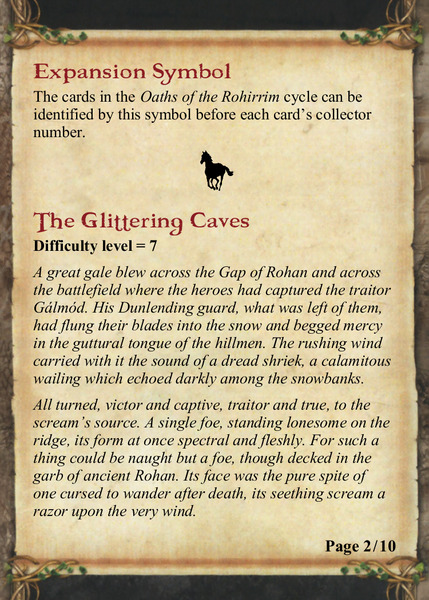 Expansion Symbol
The cards in the Oaths of the Rohirrim cycle can be
identified by this symbol before each card's collector
number.
The Glittering Caves
Difficulty level = 7
A great gale blew across the Gap of Rohan and across
the battlefield where the heroes had captured the traitor
Gálmód. His Dunlending guard, what was left of them,
had flung their blades into the snow and begged mercy
in the guttural tongue of the hillmen. The rushing wind
carried with it the sound of a dread shriek, a calamitous
wailing which echoed darkly among the snowbanks.
All turned, victor and captive, traitor and true, to the
scream's source. A single foe, standing lonesome on the
ridge, its form at once spectral and fleshly. For such a
thing could be naught but a foe, though decked in the
garb of ancient Rohan. Its face was the pure spite of
one cursed to wander after death, its seething scream a
razor upon the very wind.
Page 2/10